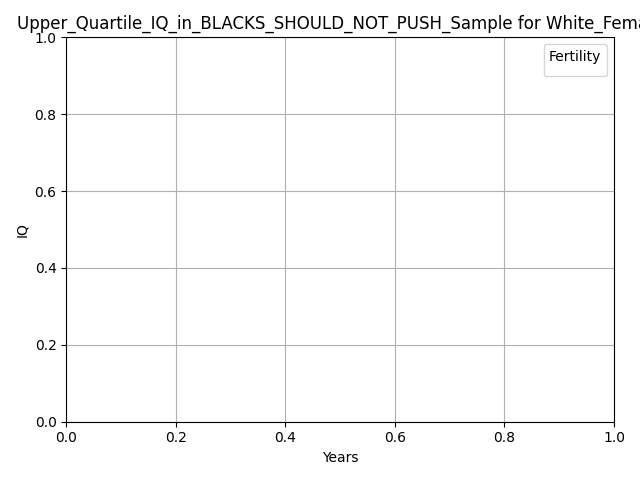 Upper_Quartile_IQ_in_BLACKS_SHOULD_NOT_PUSH_Sample for White_Fema
Fertility
1.0
0.8
0.6
0.4
0.2
0.0
IQ
0.0 0.2 0.4 0.6 0.8 1.0
Years